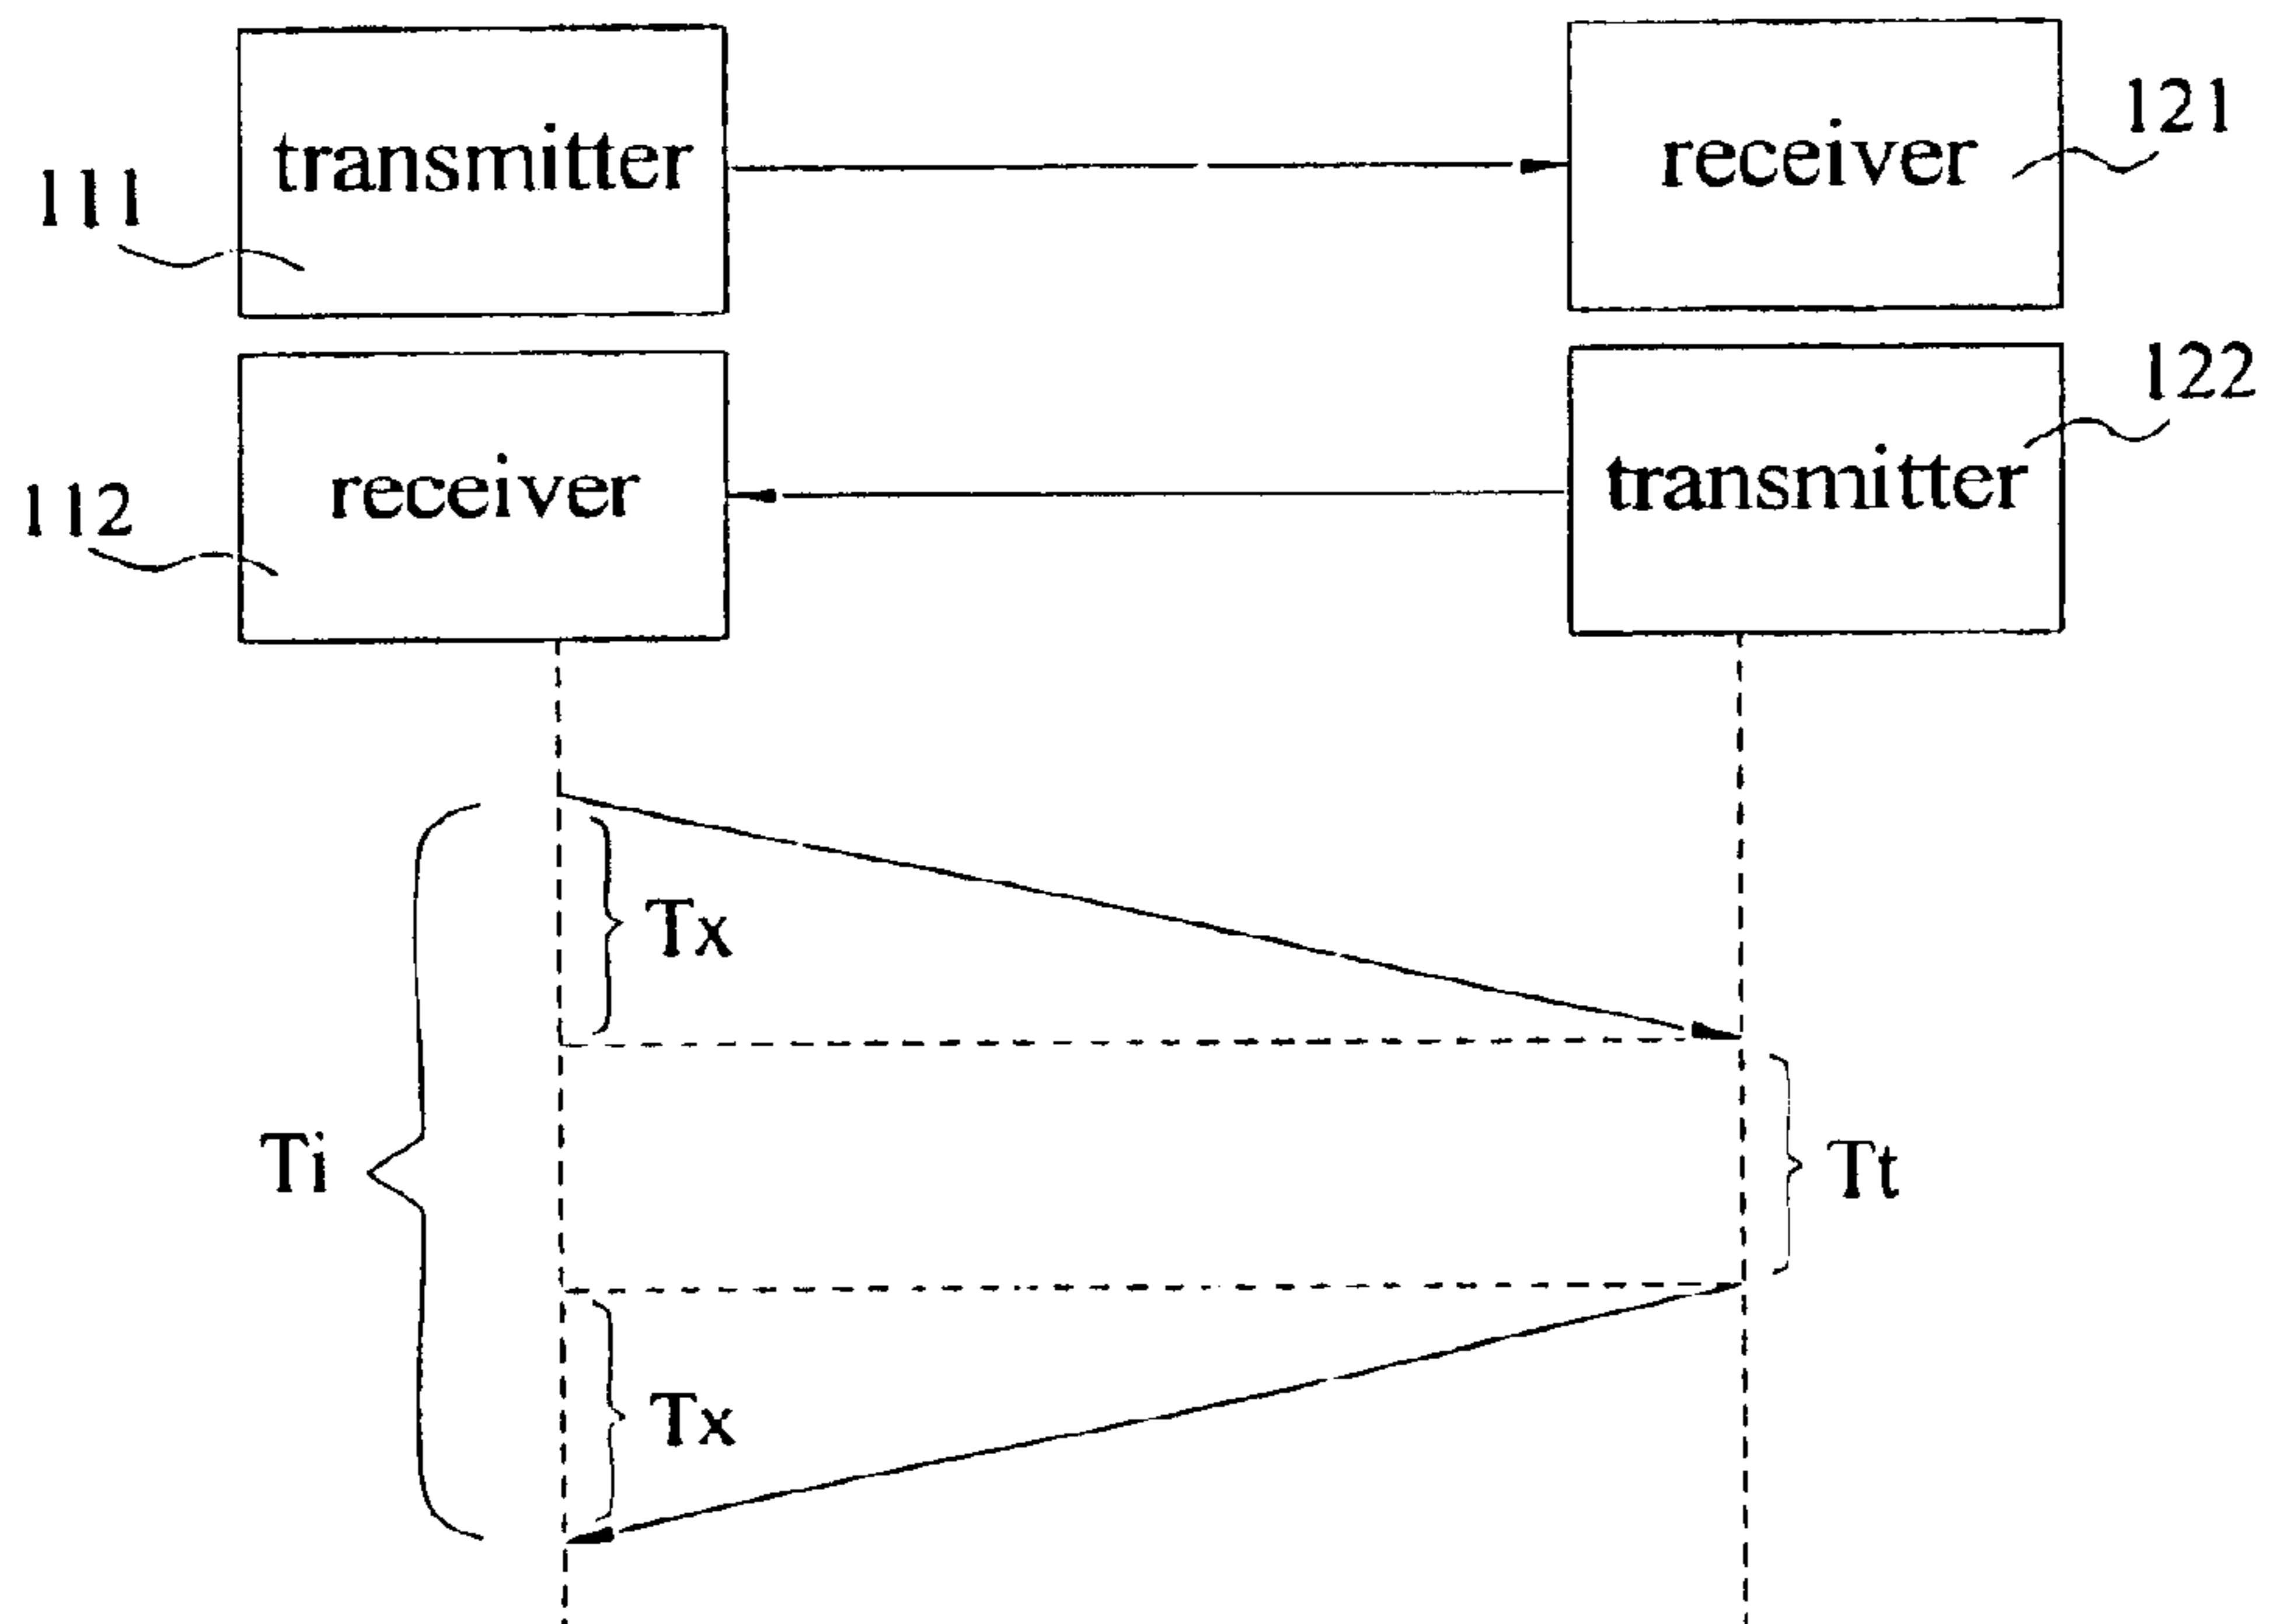 transmitter
receiver
121
111
122
receiver
transmitter
112
Tx
Ti
Tt
Tx